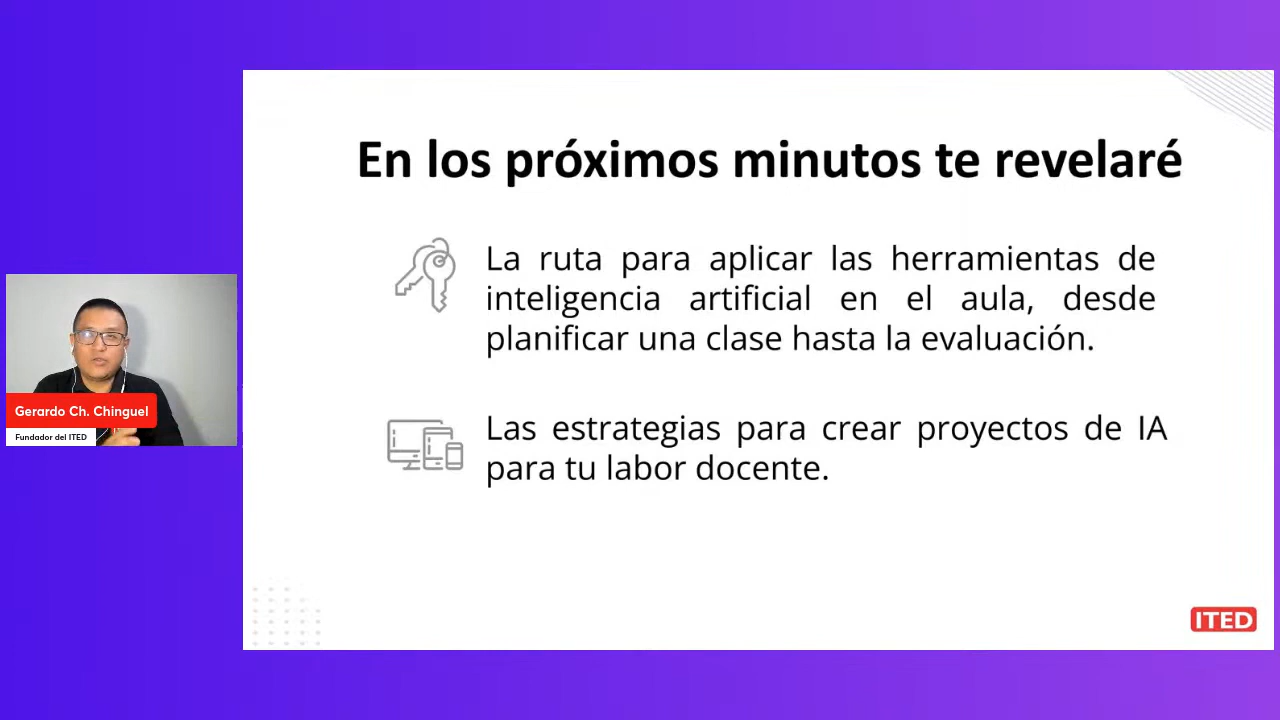 En los próximos minutos te revelaré
La ruta para aplicar las herramientas de
inteligencia artificial en el aula, desde
planificar una clase hasta la evaluación.
Las estrategias para crear proyectos de IA
para tu labor docente.
Gerardo Ch. Chinguel
Fundador del ITED
ITED